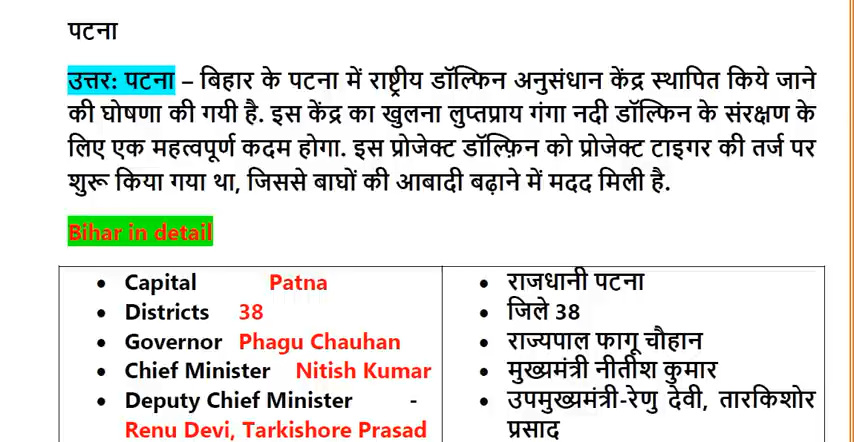 पटना
उत्तर: पटना – बिहार के पटना में राष्ट्रीय डॉल्फिन अनुसंधान केंद्र स्थापित किये जाने
की घोषणा की गयी है. इस केंद्र का खुलना लुप्तप्राय गंगा नदी डॉल्फिन के संरक्षण के
लिए एक महत्वपूर्ण कदम होगा. इस प्रोजेक्ट डॉल्फ़िन को प्रोजेक्ट टाइगर की तर्ज पर
शुरू किया गया था, जिससे बाघों की आबादी बढ़ाने में मदद मिली है.
Bihar in detail
• Capital Patna
• Districts 38
• Governor Phagu Chauhan
• Chief Minister Nitish Kumar
• Deputy Chief Minister -
Renu Devi, Tarkishore Prasad
• राजधानी पटना
• जिले 38
• राज्यपाल फागू चौहान
• मुख्यमंत्री नीतीश कुमार
• उपमुख्यमंत्री-रेणु देवी, तारकिशोर
प्रसाद